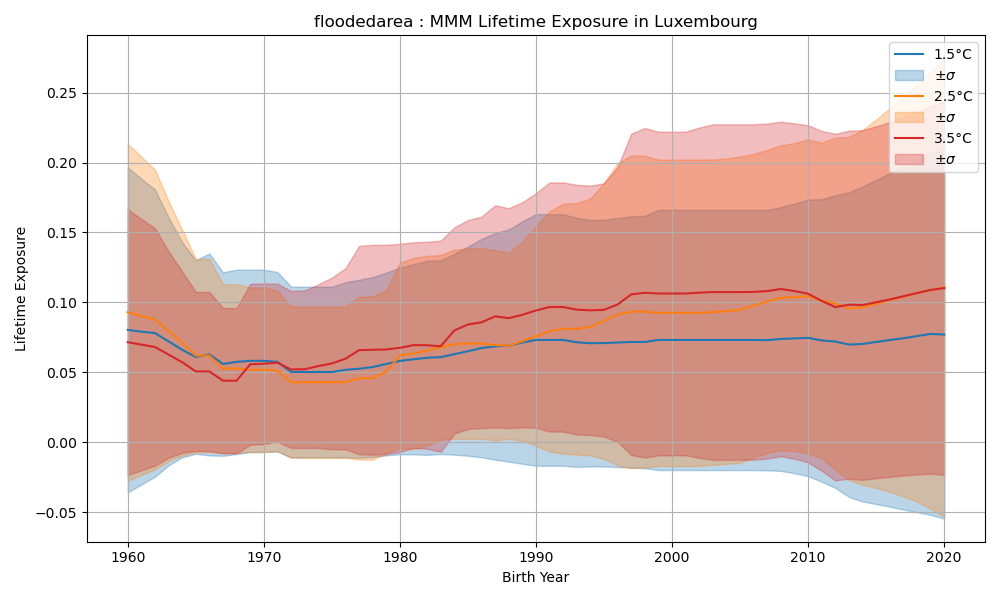 floodedarea : MMM Lifetime Exposure in Luxembourg
1.5°C
±σ
2.5°C
±σ
3.5°C
±σ
Lifetime Exposure
0.25
0.20
0.15
0.10
0.05
0.00
−0.05
1960 1970 1980 1990 2000 2010 2020
Birth Year